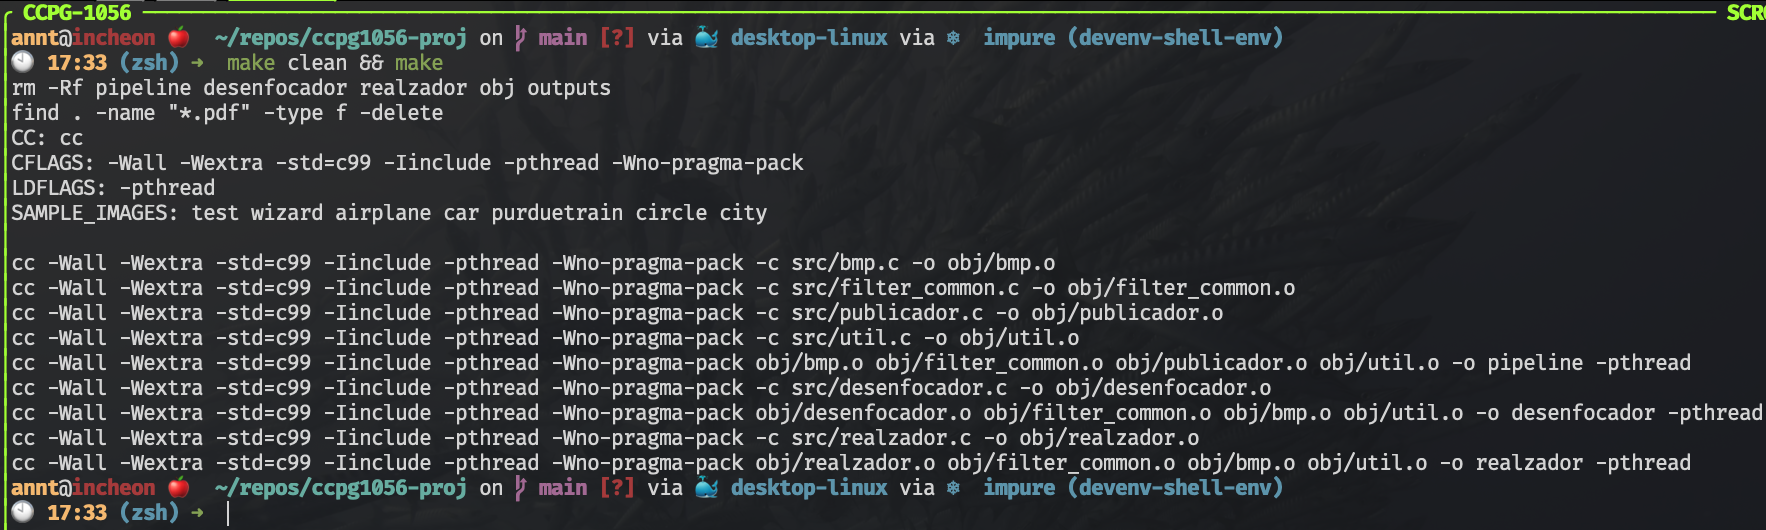 CCPG-1056 SCRO
annt@incheon 🍎 ~/repos/ccpg1056-proj on main [?] via 🐳 desktop-linux via ❄ impure (devenv-shell-env)
🕙 17:33 (zsh) → make clean && make
rm -Rf pipeline desenfocador realzador obj outputs
find . -name "*.pdf" -type f -delete
CC: cc
CFLAGS: -Wall -Wextra -std=c99 -Iinclude -pthread -Wno-pragma-pack
LDFLAGS: -pthread
SAMPLE_IMAGES: test wizard airplane car purduetrain circle city
cc -Wall -Wextra -std=c99 -Iinclude -pthread -Wno-pragma-pack -c src/bmp.c -o obj/bmp.o
cc -Wall -Wextra -std=c99 -Iinclude -pthread -Wno-pragma-pack -c src/filter_common.c -o obj/filter_common.o
cc -Wall -Wextra -std=c99 -Iinclude -pthread -Wno-pragma-pack -c src/publicador.c -o obj/publicador.o
cc -Wall -Wextra -std=c99 -Iinclude -pthread -Wno-pragma-pack -c src/util.c -o obj/util.o
cc -Wall -Wextra -std=c99 -Iinclude -pthread -Wno-pragma-pack obj/bmp.o obj/filter_common.o obj/publicador.o obj/util.o -o pipeline -pthread
cc -Wall -Wextra -std=c99 -Iinclude -pthread -Wno-pragma-pack -c src/desenfocador.c -o obj/desenfocador.o
cc -Wall -Wextra -std=c99 -Iinclude -pthread -Wno-pragma-pack obj/desenfocador.o obj/filter_common.o obj/bmp.o obj/util.o -o desenfocador -pthread
cc -Wall -Wextra -std=c99 -Iinclude -pthread -Wno-pragma-pack -c src/realzador.c -o obj/realzador.o
cc -Wall -Wextra -std=c99 -Iinclude -pthread -Wno-pragma-pack obj/realzador.o obj/filter_common.o obj/bmp.o obj/util.o -o realzador -pthread
annt@incheon 🍎 ~/repos/ccpg1056-proj on main [?] via 🐳 desktop-linux via ❄ impure (devenv-shell-env)
🕙 17:33 (zsh) →